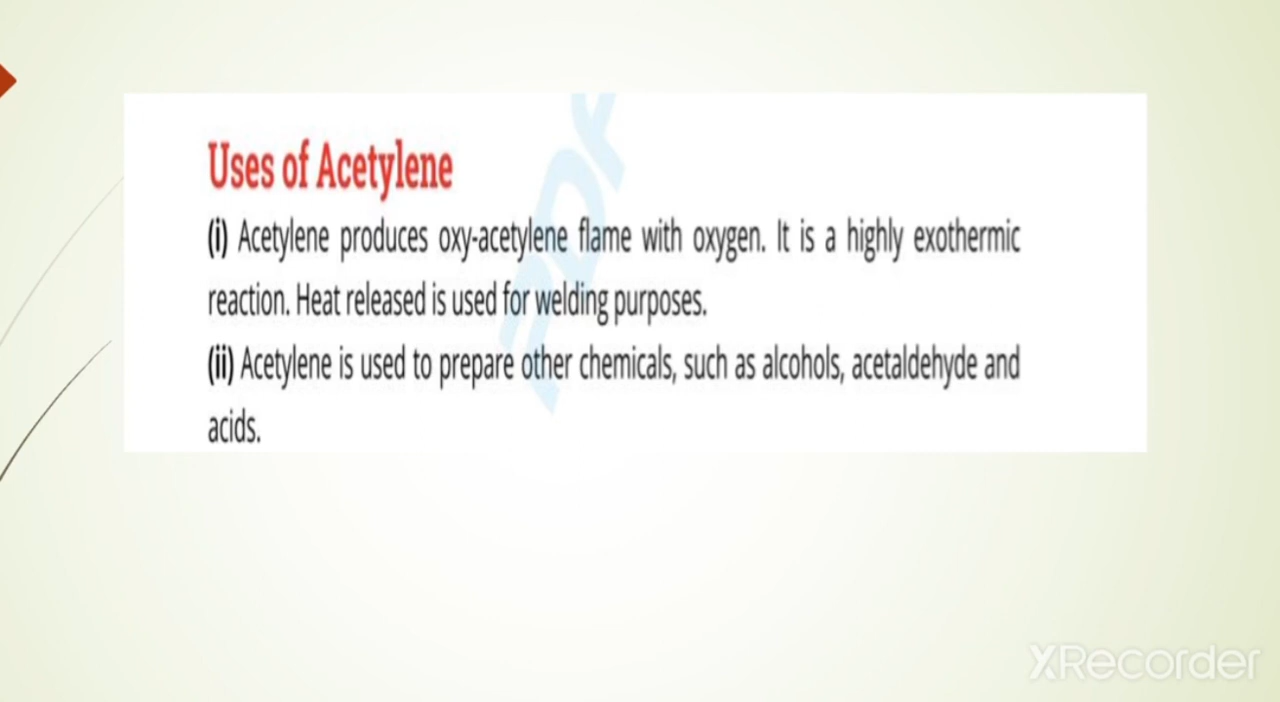 Uses of Acetylene
(i) Acetylene produces oxy-acetylene flame with oxygen. It is a highly exothermic
reaction. Heat released is used for welding purposes.
(ii) Acetylene is used to prepare other chemicals, such as alcohols, acetaldehyde and
acids.
PDF
XRecorder